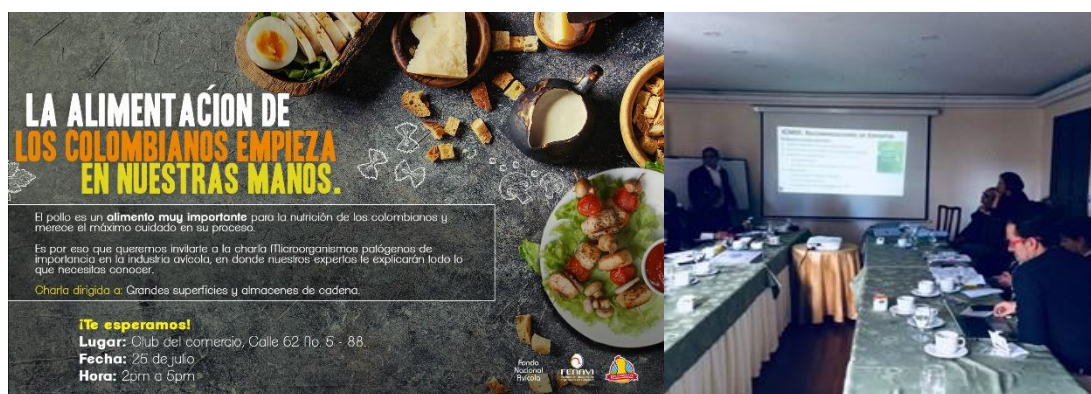 LA ALIMENTACÍON DE
LOS COLOMBIANOS EMPIEZA
EN NUESTRAS MANOS.
El pollo es un alimento muy importante para la nutrición de los colombianos y
merece el máximo cuidado en su proceso.
Es por eso que queremos invitarte a la charla Microorganismos patógenos de
importancia en la industria avícola, en donde nuestros expertos le explicarán todo lo
que necesitas conocer.
Charla dirigida a: Grandes superficies y almacenes de cadena.
¡Te esperamos!
Lugar: Club del comercio, Calle 62 No. 5 - 88.
Fecha: 25 de julio
Hora: 2pm a 5pm
Fondo
Nacional
Avícola
FENAVI